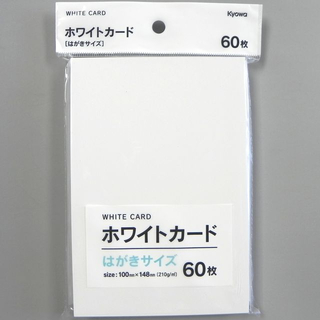 WHITE CARD
Kyowa
ホワイトカード
[はがきサイズ]
60枚
WHITE CARD
ホワイトカード
はがきサイズ
60枚
size：100mm×148mm（210g/㎡）